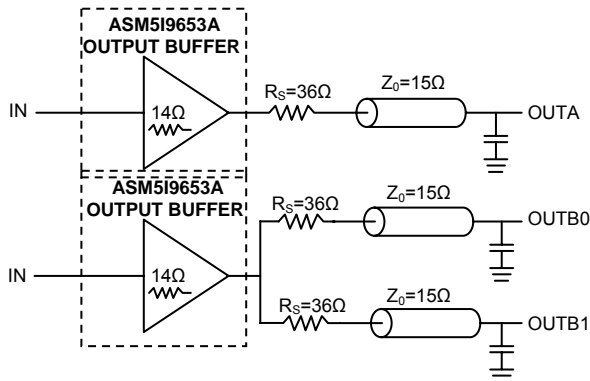 ASM5I9653A
OUTPUT BUFFER
14Ω
IN
RS=36Ω
Z0=15Ω
OUTA
ASM5I9653A
OUTPUT BUFFER
14Ω
IN
RS=36Ω
Z0=15Ω
OUTB0
RS=36Ω
Z0=15Ω
OUTB1